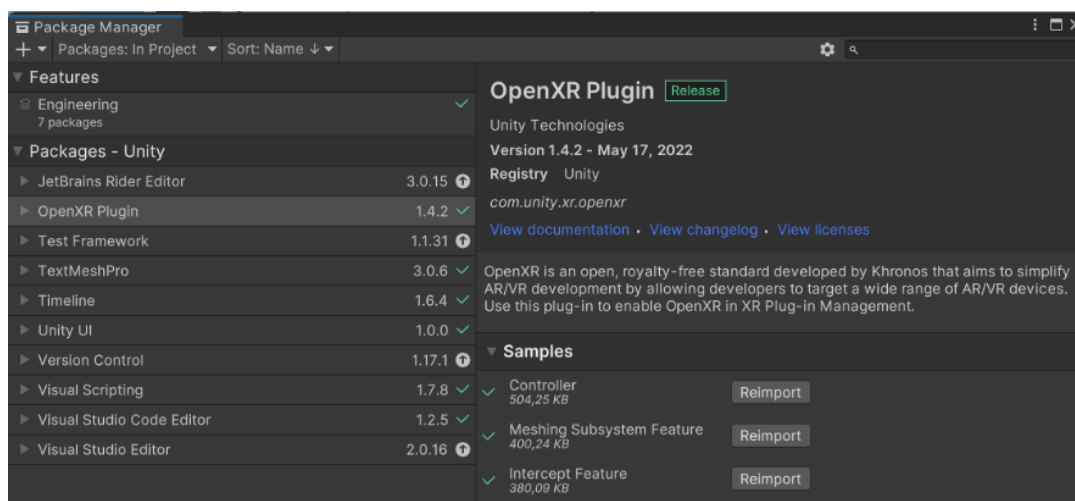 Package Manager
Packages: In Project Sort: Name ↓
Features
Engineering
7 packages
Packages - Unity
JetBrains Rider Editor 3.0.15
OpenXR Plugin 1.4.2
Test Framework 1.1.31
TextMeshPro 3.0.6
Timeline 1.6.4
Unity UI 1.0.0
Version Control 1.17.1
Visual Scripting 1.7.8
Visual Studio Code Editor 1.2.5
Visual Studio Editor 2.0.16
OpenXR Plugin Release
Unity Technologies
Version 1.4.2 - May 17, 2022
Registry Unity
com.unity.xr.openxr
View documentation • View changelog • View licenses
OpenXR is an open, royalty-free standard developed by Khronos that aims to simplify
AR/VR development by allowing developers to target a wide range of AR/VR devices.
Use this plug-in to enable OpenXR in XR Plug-in Management.
Samples
Controller
504,25 KB
Reimport
Meshing Subsystem Feature
400,24 KB
Reimport
Intercept Feature
380,09 KB
Reimport